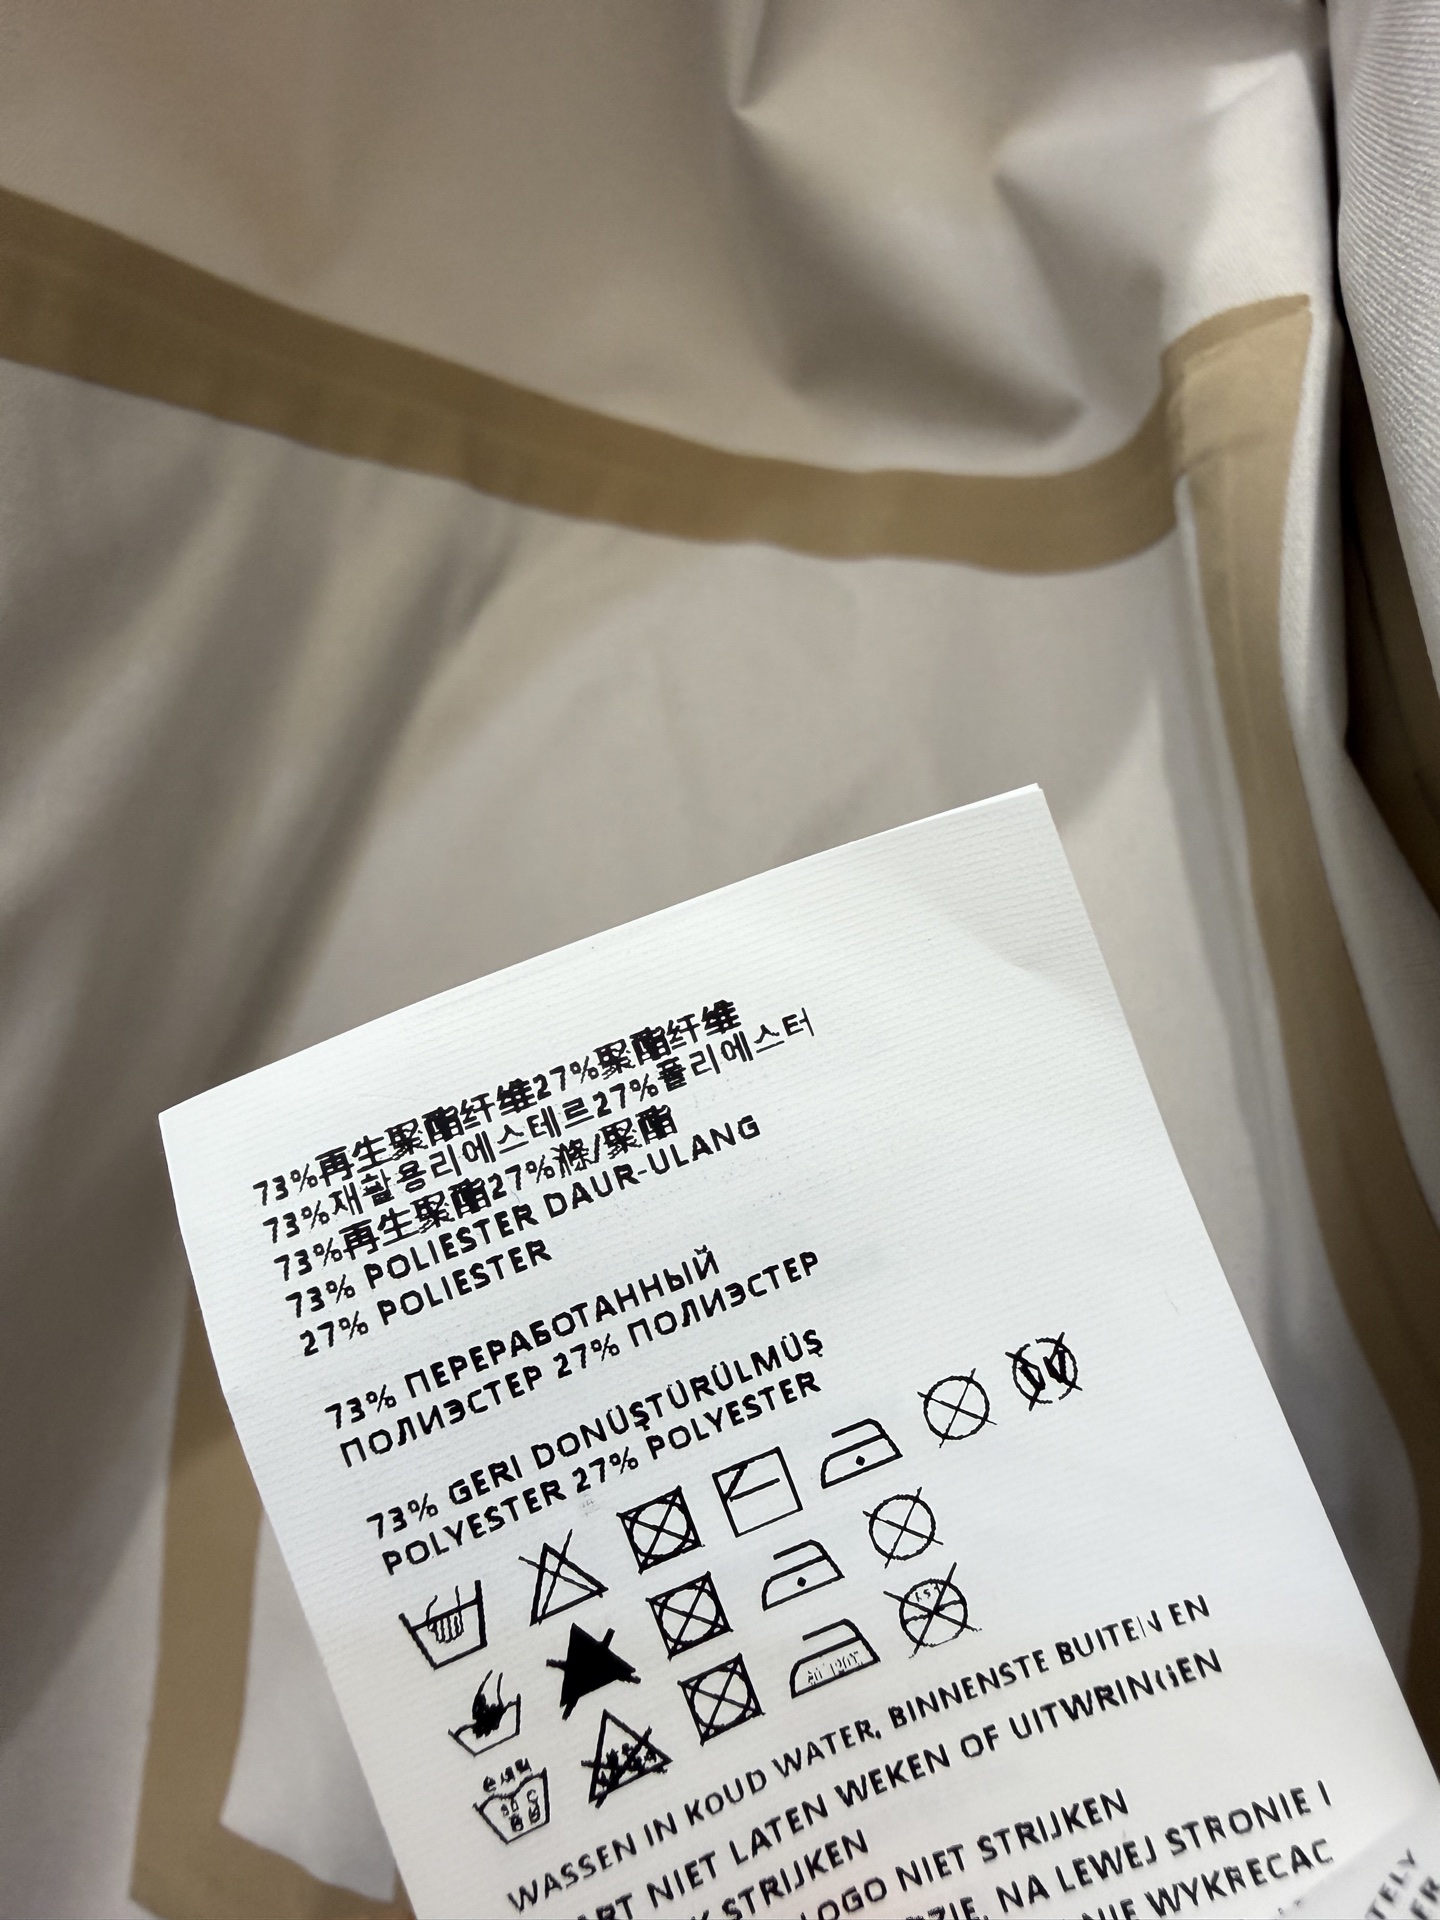 73%再生聚酯纤维27%聚酯纤维
73%재활용리에스테르27%폴리에스터
73%再生聚酯27%滌/聚酯
73% POLIESTER DAUR-ULANG
27% POLIESTER
73% ПЕРЕРАБОТАННЫЙ
ПОЛИЭСТЕР 27% ПОЛИЭСТЕР
73% GERI DONÜŞTÜRÜLMÜŞ
POLYESTER 27% POLYESTER
WASSEN IN KOUD WATER, BINNENSTE BUITEN EN
APART NIET LATEN WEKEN OF UITWRINGEN
STRIJKEN
LOGO NIET STRIJKEN
NA LEWEJ STRONIE I
NIE WYKRECAC